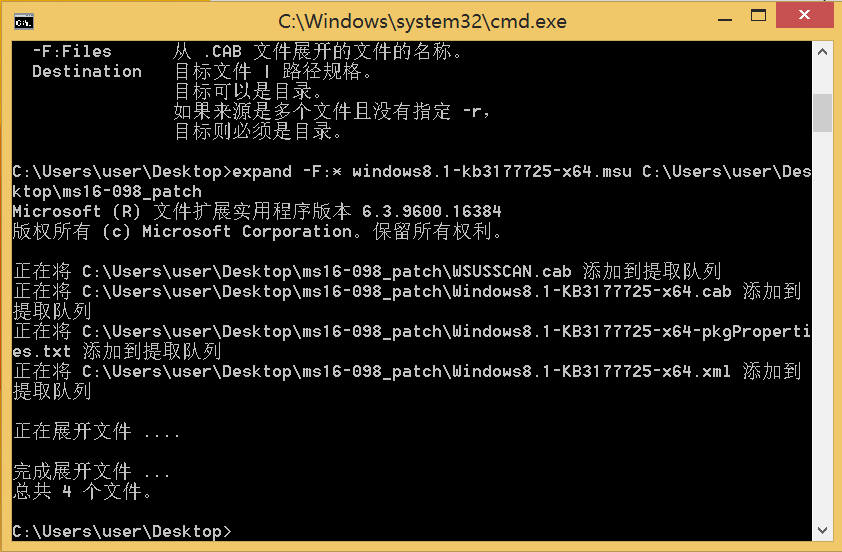 C:\Windows\system32\cmd.exe
-F:Files 从 .CAB 文件展开的文件的名称。
Destination 目标文件 | 路径规格。
目标可以是目录。
如果来源是多个文件且没有指定 -r，
目标则必须是目录。
C:\Users\user\Desktop>expand -F:* windows8.1-kb3177725-x64.msu C:\Users\user\Des
ktop\ms16-098_patch
Microsoft (R) 文件扩展实用程序版本 6.3.9600.16384
版权所有 (c) Microsoft Corporation。保留所有权利。
正在将 C:\Users\user\Desktop\ms16-098_patch\WSUSSCAN.cab 添加到提取队列
正在将 C:\Users\user\Desktop\ms16-098_patch\Windows8.1-KB3177725-x64.cab 添加到
提取队列
正在将 C:\Users\user\Desktop\ms16-098_patch\Windows8.1-KB3177725-x64-pkgProperti
es.txt 添加到提取队列
正在将 C:\Users\user\Desktop\ms16-098_patch\Windows8.1-KB3177725-x64.xml 添加到
提取队列
正在展开文件 ....
完成展开文件 ...
总共 4 个文件。
C:\Users\user\Desktop>